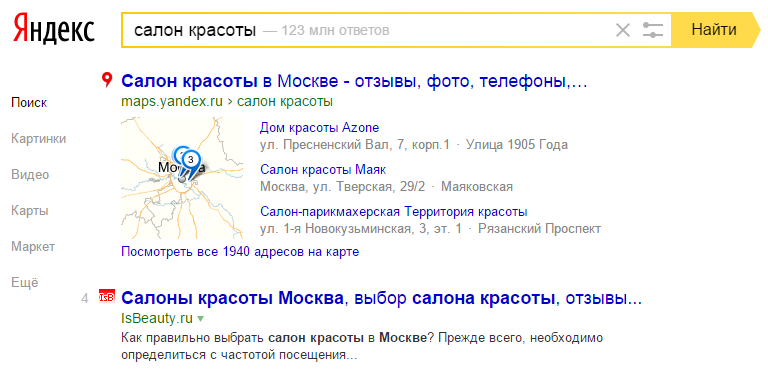 Яндекс
салон красоты — 123 млн ответов
Найти
Поиск
Картинки
Видео
Карты
Маркет
Ещё
Салон красоты в Москве - отзывы, фото, телефоны,…
maps.yandex.ru › салон красоты
Москва
3
Дом красоты Azone
ул. Пресненский Вал, 7, корп.1 · Улица 1905 Года
Салон красоты Маяк
Москва, ул. Тверская, 29/2 · Маяковская
Салон-парикмахерская Территория красоты
ул. 1-я Новокузьминская, 3, эт. 1 · Рязанский Проспект
Посмотреть все 1940 адресов на карте
4
ISB
Салоны красоты Москва, выбор салона красоты, отзывы...
IsBeauty.ru
Как правильно выбрать салон красоты в Москве? Прежде всего, необходимо
определиться с частотой посещения...